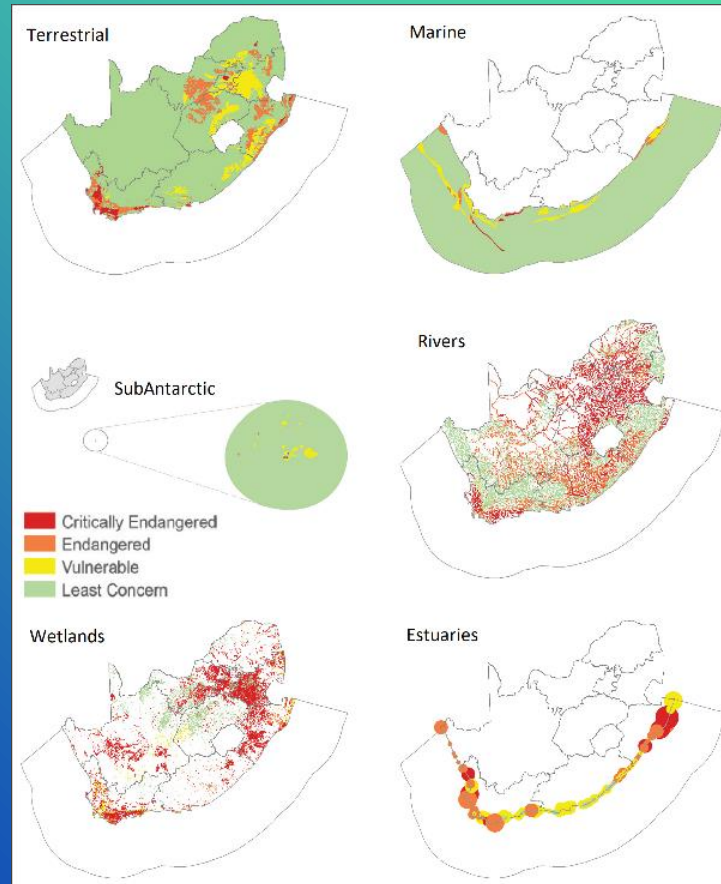 Terrestrial
Marine
SubAntarctic
Rivers
Critically Endangered
Endangered
Vulnerable
Least Concern
Wetlands
Estuaries